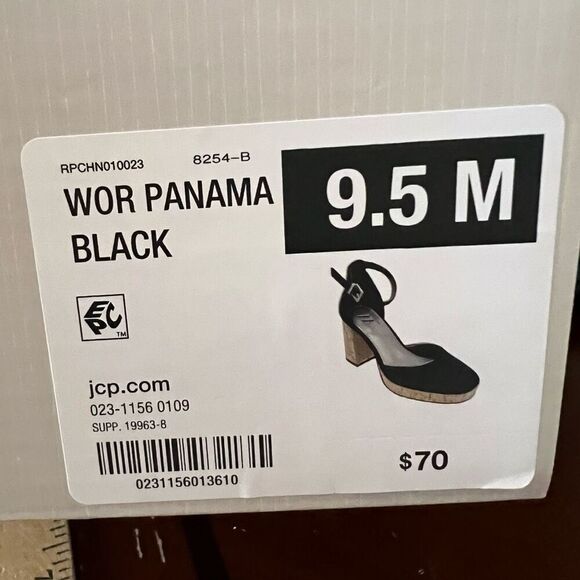 RPCHN010023 8254-B
WOR PANAMA
BLACK
9.5 M
EPC TM
jcp.com
023-1156 0109
SUPP. 19963-8
0231156013610
$70